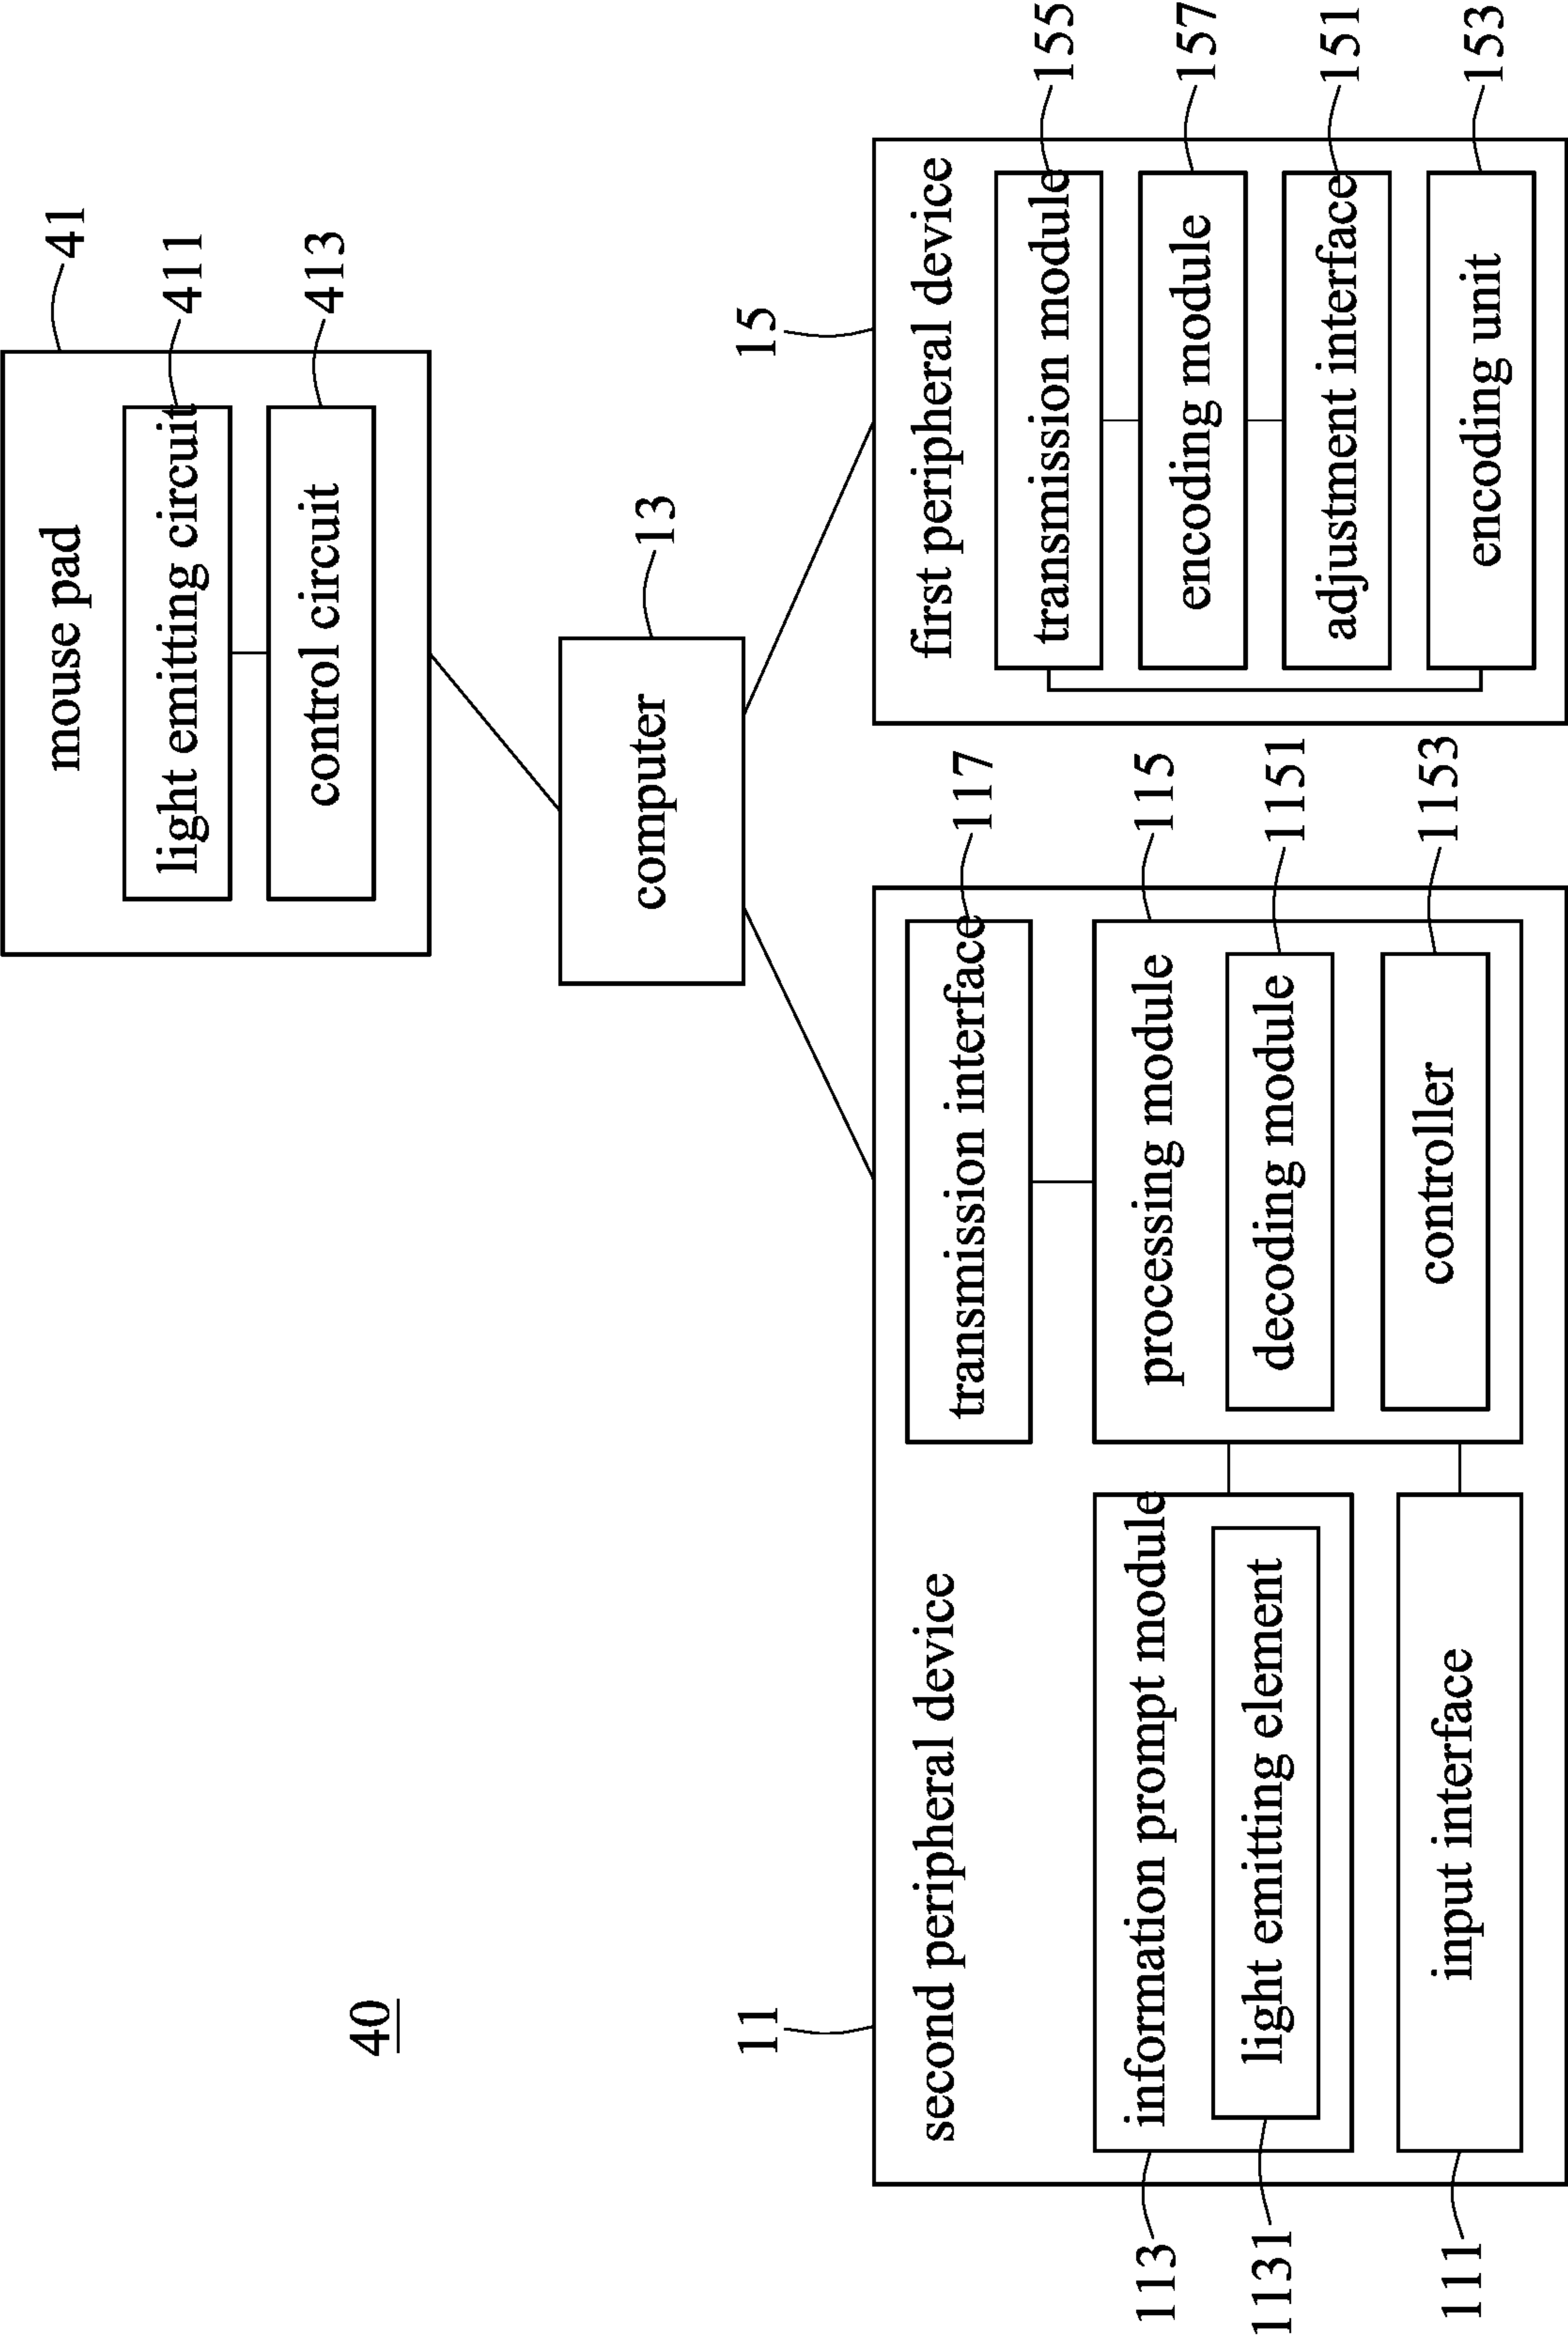 40
mouse pad
41
light emitting circuit
411
control circuit
413
computer
13
11
second peripheral device
transmission interface
117
information prompt module
113
light emitting element
1131
input interface
111
processing module
115
decoding module
1151
controller
1153
15
first peripheral device
transmission module
155
encoding module
157
adjustment interface
151
encoding unit
153